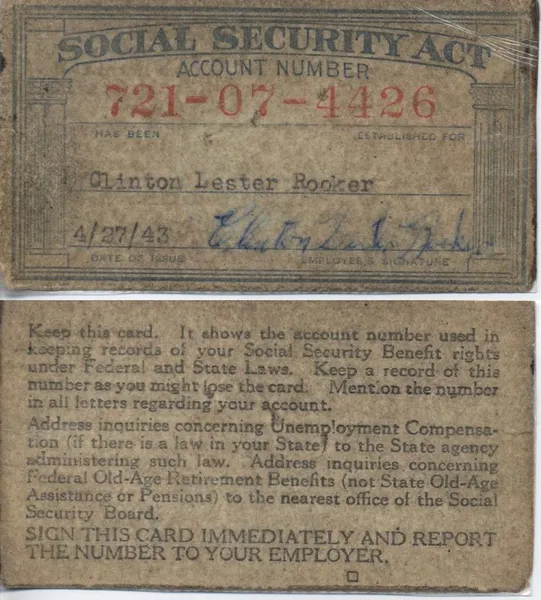 SOCIAL SECURITY ACT
ACCOUNT NUMBER
721-07-4426
HAS BEEN ESTABLISHED FOR
Clinton Lester Rooker
4/27/43 Clinton Lester Rooker
DATE OF ISSUE EMPLOYEE'S SIGNATURE
Keep this card. It shows the account number used in
keeping records of your Social Security Benefit rights
under Federal and State Laws. Keep a record of this
number as you might lose the card. Mention the number
in all letters regarding your account.
Address inquiries concerning Unemployment Compensa-
tion (if there is a law in your State) to the State agency
administering such law. Address inquiries concerning
Federal Old-Age Retirement Benefits (not State Old-Age
Assistance or Pensions) to the nearest office of the Social
Security Board.
SIGN THIS CARD IMMEDIATELY AND REPORT
THE NUMBER TO YOUR EMPLOYER.